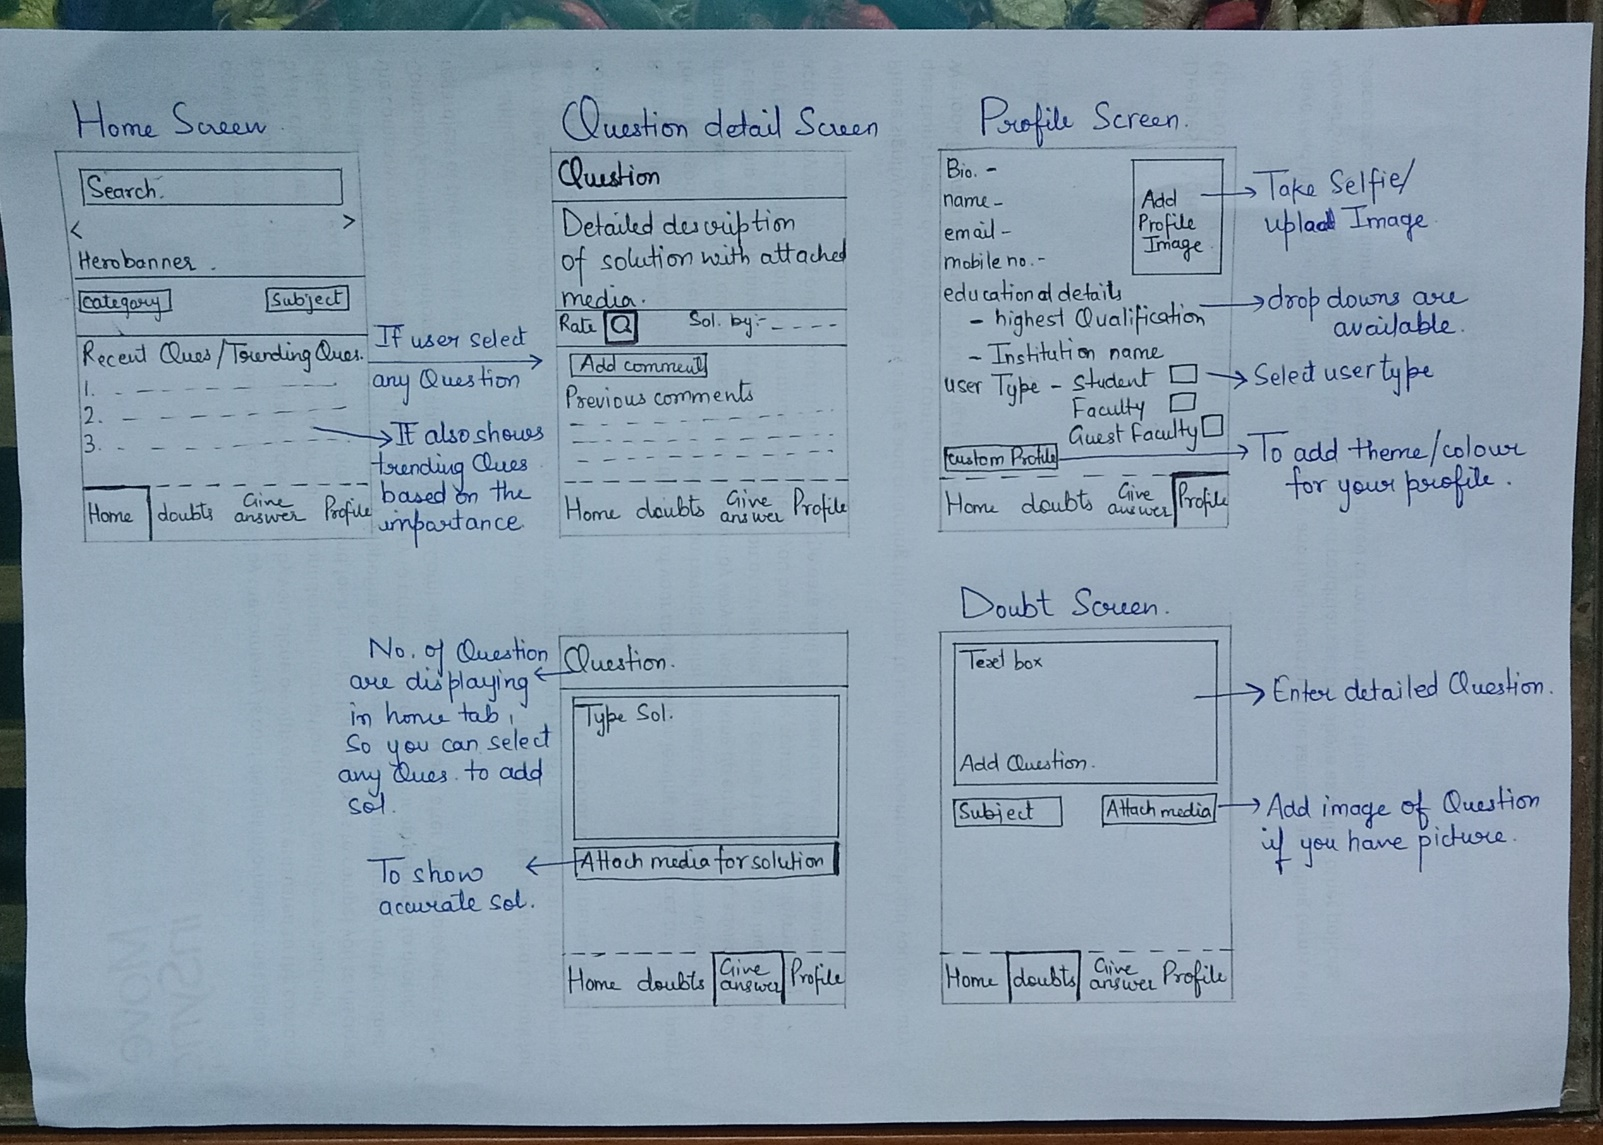 Home Screen.
Search.
< >
Herobanner.
Category Subject
Recent Ques/Trending Ques.
1.
2.
3.
Home doubts Give answer Profile
If user select
any Question
It also shows
trending Ques
based on the
importance
Question detail Screen
Question
Detailed description
of solution with attached
media.
Rate Sol. by:-
Add comment
Previous comments
Home doubts Give answer Profile
Profile Screen.
Bio. -
name -
email -
mobile no. -
Add
Profile
Image
Take Selfie/
upload Image
educational details
- highest Qualification
drop downs are
available.
- Institution name
user Type - Student
Select user type
Faculty
Guest Faculty
Custom Profile
To add theme/colour
for your profile.
Home doubts Give answer Profile
No. of Question
are displaying
in home tab,
So you can select
any Ques. to add
sol.
Question.
Type Sol.
Attach media for solution
To show
accurate sol.
Home doubts Give answer Profile
Doubt Screen.
Text box
Add Question.
Enter detailed Question.
Subject Attach media
Add image of Question
if you have picture.
Home doubts Give answer Profile